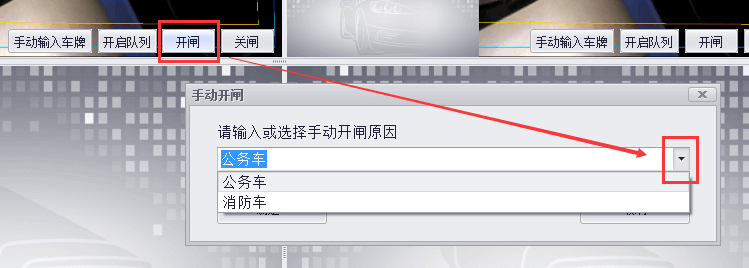 手动输入车牌 开启队列 开闸 关闸 手动输入车牌 开启队列 开闸
手动开闸
请输入或选择手动开闸原因
公务车
公务车
消防车